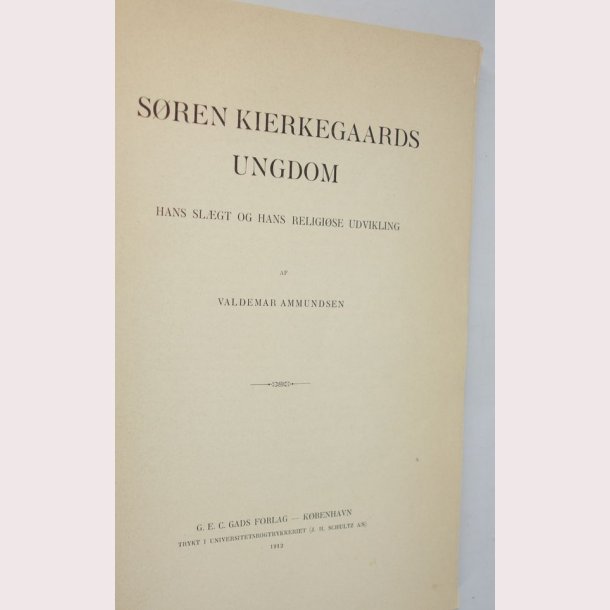 SØREN KIERKEGAARDS
UNGDOM
HANS SLÆGT OG HANS RELIGIØSE UDVIKLING
AF
VALDEMAR AMMUNDSEN
G. E. C. GADS FORLAG — KØBENHAVN
TRYKT I UNIVERSITETSBOGTRYKKERIET (J. H. SCHULTZ A/S)
1912